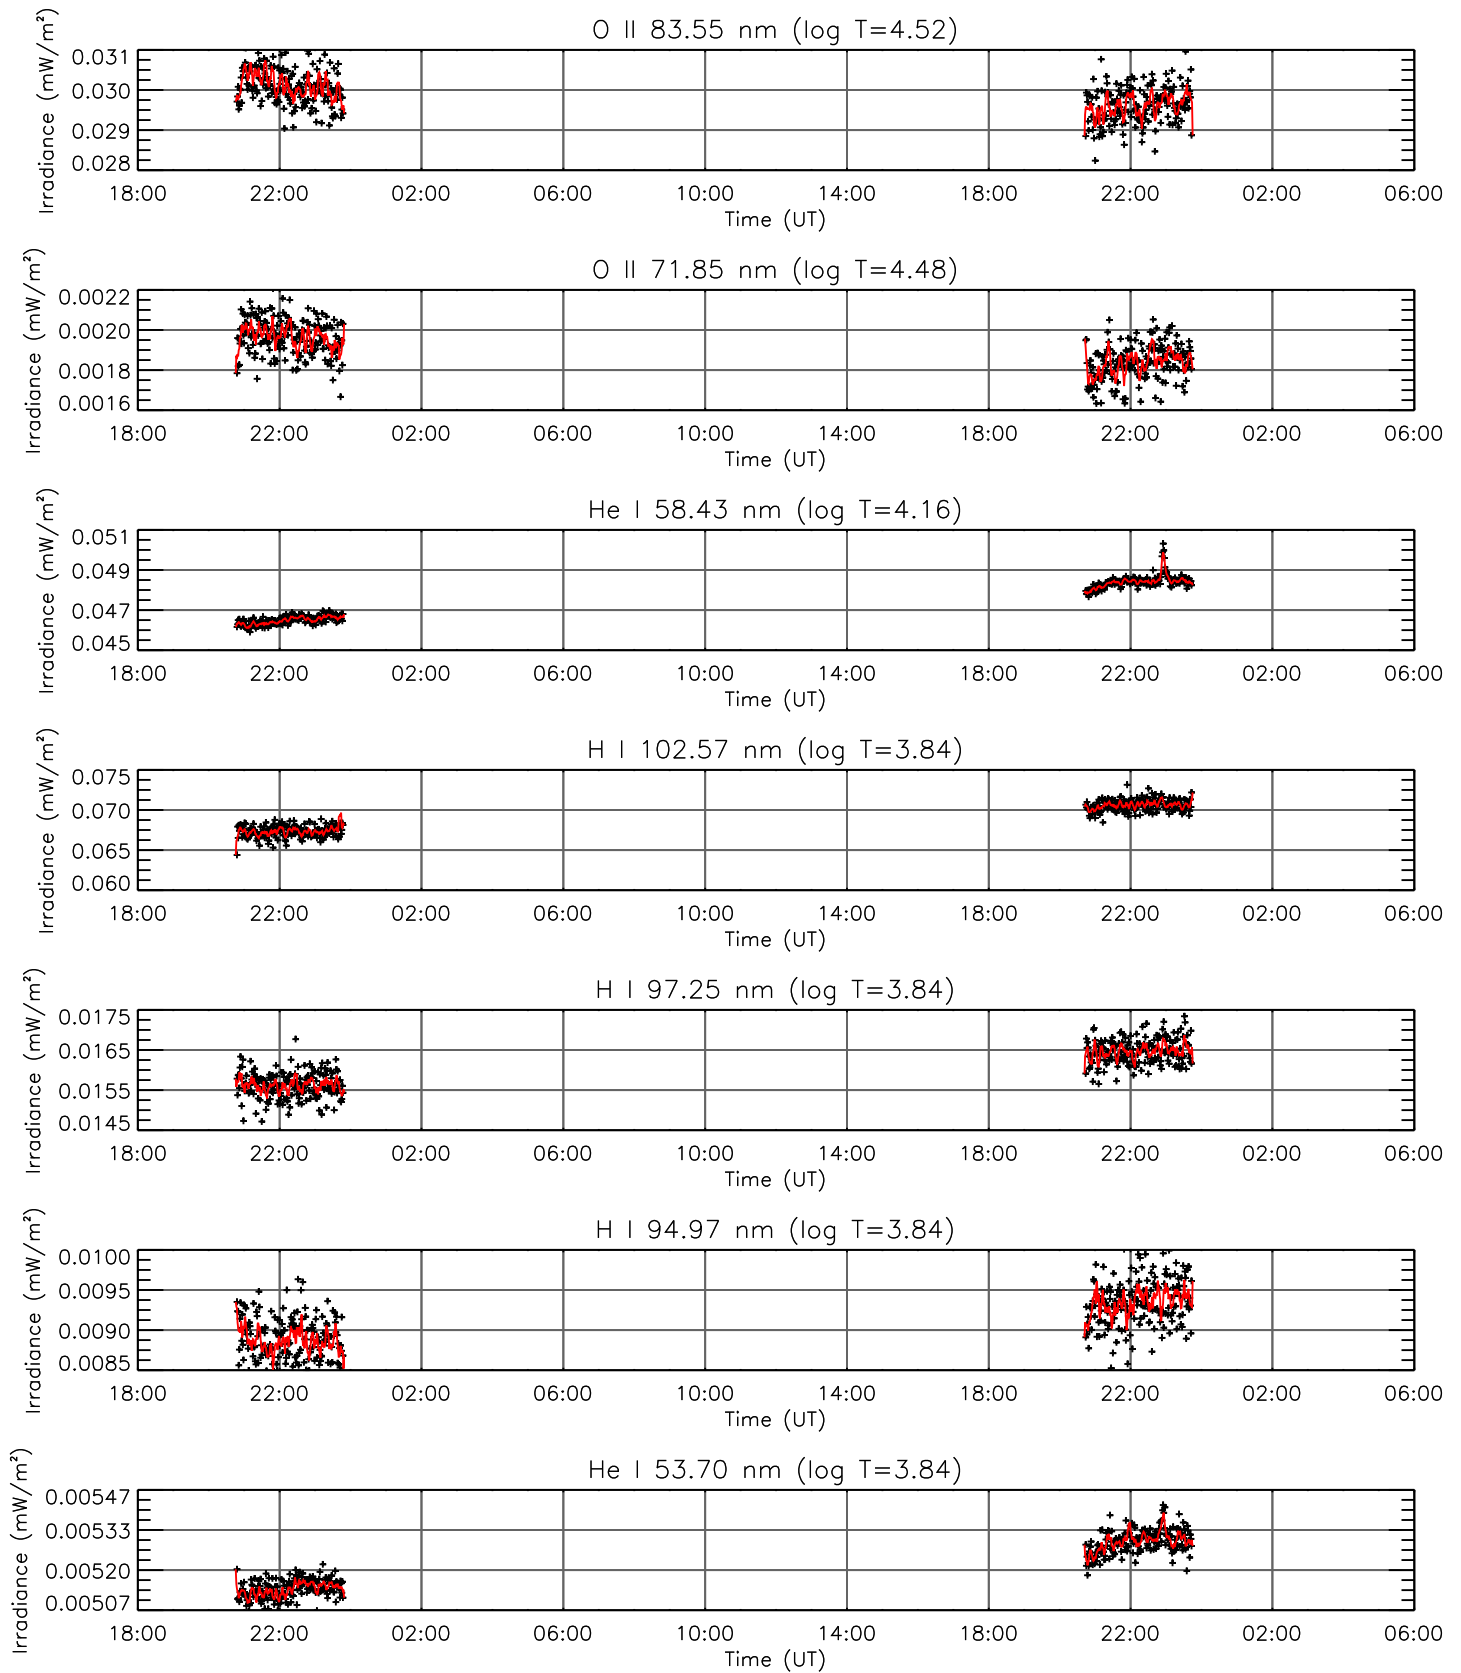 O II 83.55 nm (log T=4.52)
Irradiance (mW/m²)
0.031
0.030
0.029
0.028
18:00 22:00 02:00 06:00 10:00 14:00 18:00 22:00 02:00 06:00
Time (UT)
O II 71.85 nm (log T=4.48)
Irradiance (mW/m²)
0.0022
0.0020
0.0018
0.0016
18:00 22:00 02:00 06:00 10:00 14:00 18:00 22:00 02:00 06:00
Time (UT)
He I 58.43 nm (log T=4.16)
Irradiance (mW/m²)
0.051
0.049
0.047
0.045
18:00 22:00 02:00 06:00 10:00 14:00 18:00 22:00 02:00 06:00
Time (UT)
H I 102.57 nm (log T=3.84)
Irradiance (mW/m²)
0.075
0.070
0.065
0.060
18:00 22:00 02:00 06:00 10:00 14:00 18:00 22:00 02:00 06:00
Time (UT)
H I 97.25 nm (log T=3.84)
Irradiance (mW/m²)
0.0175
0.0165
0.0155
0.0145
18:00 22:00 02:00 06:00 10:00 14:00 18:00 22:00 02:00 06:00
Time (UT)
H I 94.97 nm (log T=3.84)
Irradiance (mW/m²)
0.0100
0.0095
0.0090
0.0085
18:00 22:00 02:00 06:00 10:00 14:00 18:00 22:00 02:00 06:00
Time (UT)
He I 53.70 nm (log T=3.84)
Irradiance (mW/m²)
0.00547
0.00533
0.00520
0.00507
18:00 22:00 02:00 06:00 10:00 14:00 18:00 22:00 02:00 06:00
Time (UT)